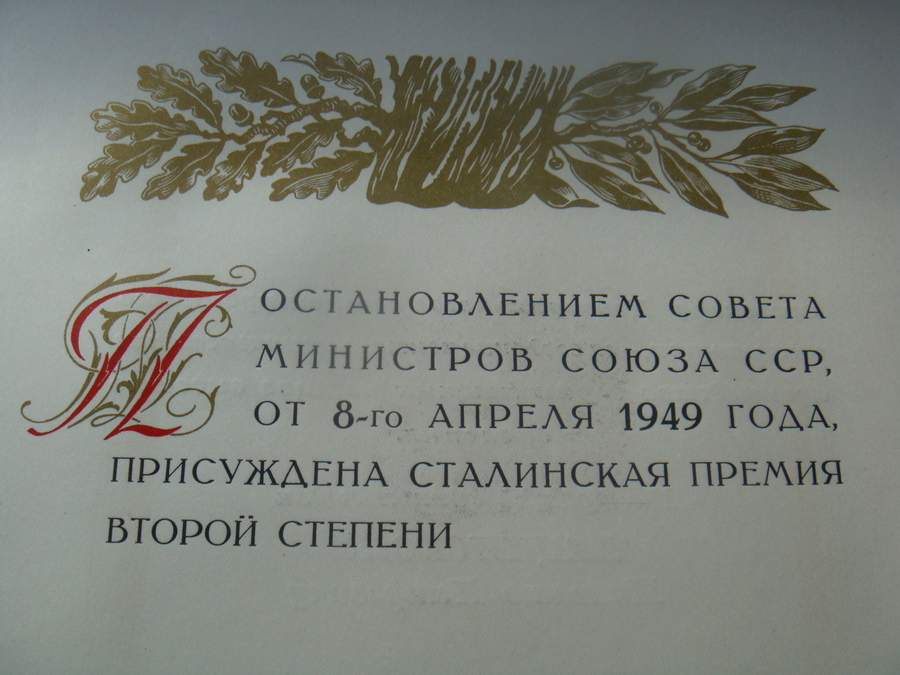 ПОСТАНОВЛЕНИЕМ СОВЕТА
МИНИСТРОВ СОЮЗА ССР,
ОТ 8-го АПРЕЛЯ 1949 ГОДА,
ПРИСУЖДЕНА СТАЛИНСКАЯ ПРЕМИЯ
ВТОРОЙ СТЕПЕНИ